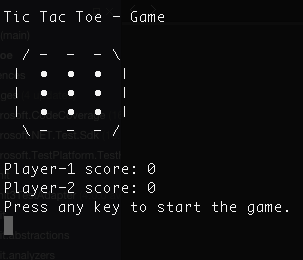 Tic Tac Toe - Game
/ - - - \
| • • • |
| • • • |
| • • • |
\ - - - /
Player-1 score: 0
Player-2 score: 0
Press any key to start the game.